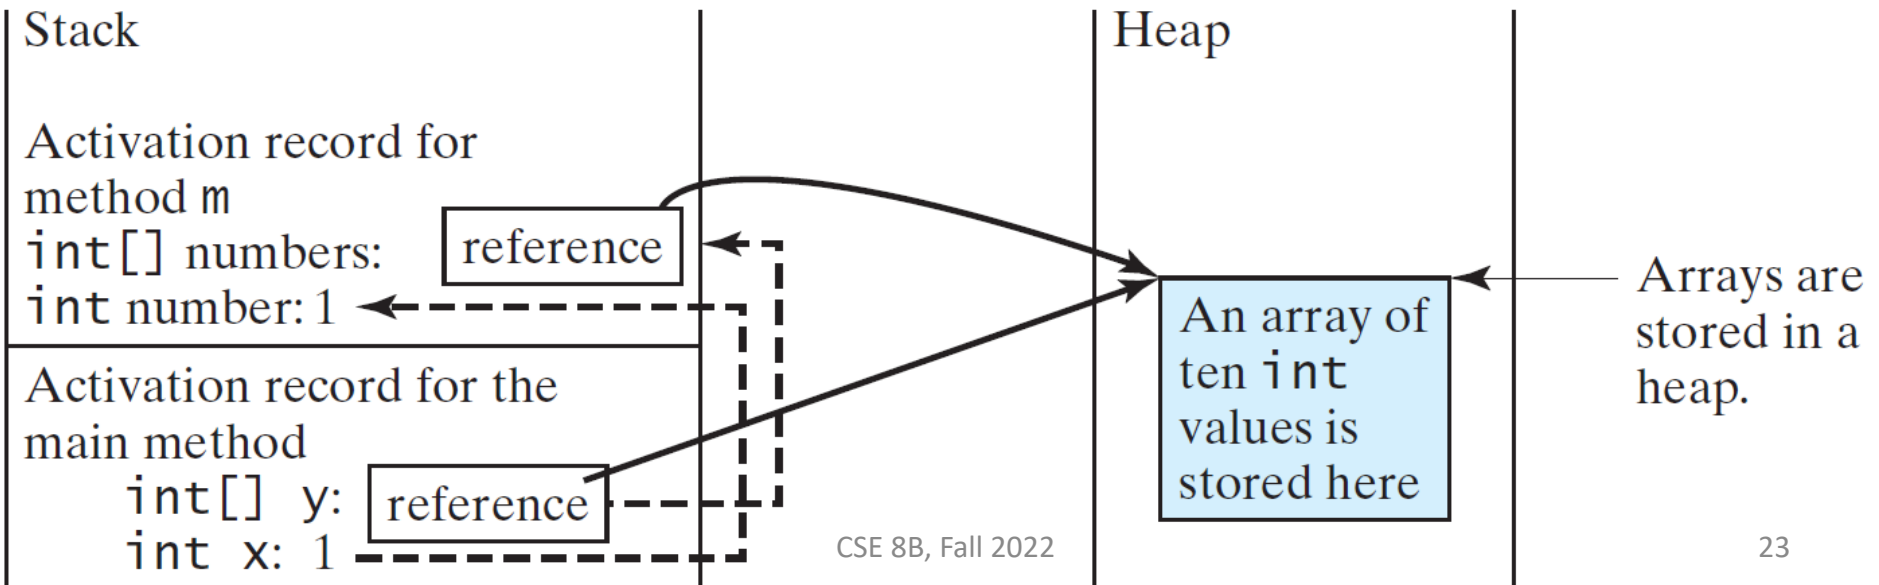 Stack
Activation record for
method m
int[] numbers:
reference
int number: 1
Activation record for the
main method
int[] y:
reference
int x: 1
Heap
An array of
ten int
values is
stored here
Arrays are
stored in a
heap.
CSE 8B, Fall 2022
23